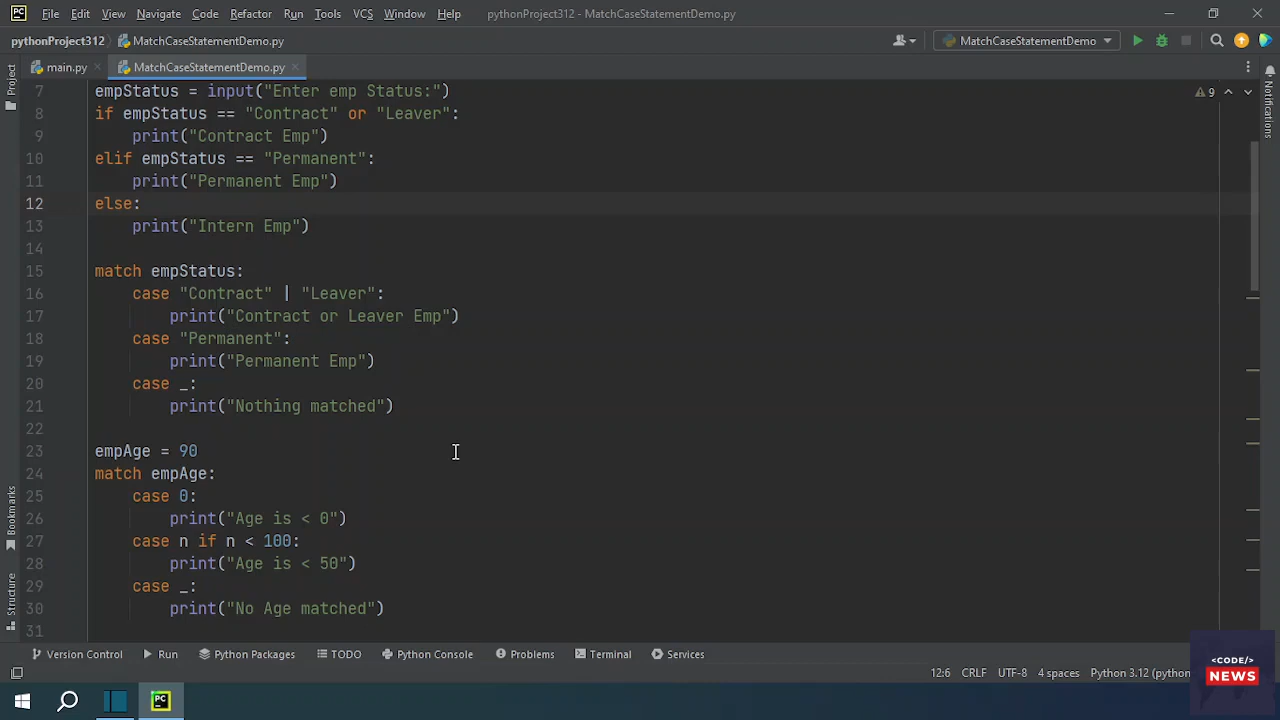 PC File Edit View Navigate Code Refactor Run Tools VCS Window Help pythonProject312 - MatchCaseStatementDemo.py
pythonProject312 MatchCaseStatementDemo.py MatchCaseStatementDemo
Project main.py MatchCaseStatementDemo.py
7 empStatus = input("Enter emp Status:") 9
8 if empStatus == "Contract" or "Leaver":
9 print("Contract Emp")
10 elif empStatus == "Permanent":
11 print("Permanent Emp")
12 else:
13 print("Intern Emp")
14
15 match empStatus:
16 case "Contract" | "Leaver":
17 print("Contract or Leaver Emp")
18 case "Permanent":
19 print("Permanent Emp")
20 case _:
21 print("Nothing matched")
22
23 empAge = 90
24 match empAge:
25 case 0:
26 print("Age is < 0")
27 case n if n < 100:
28 print("Age is < 50")
29 case _:
30 print("No Age matched")
31
Notifications
Bookmarks
Structure
Version Control Run Python Packages TODO Python Console Problems Terminal Services
12:6 CRLF UTF-8 4 spaces Python 3.12 (python
<CODE/>
NEWS
PC